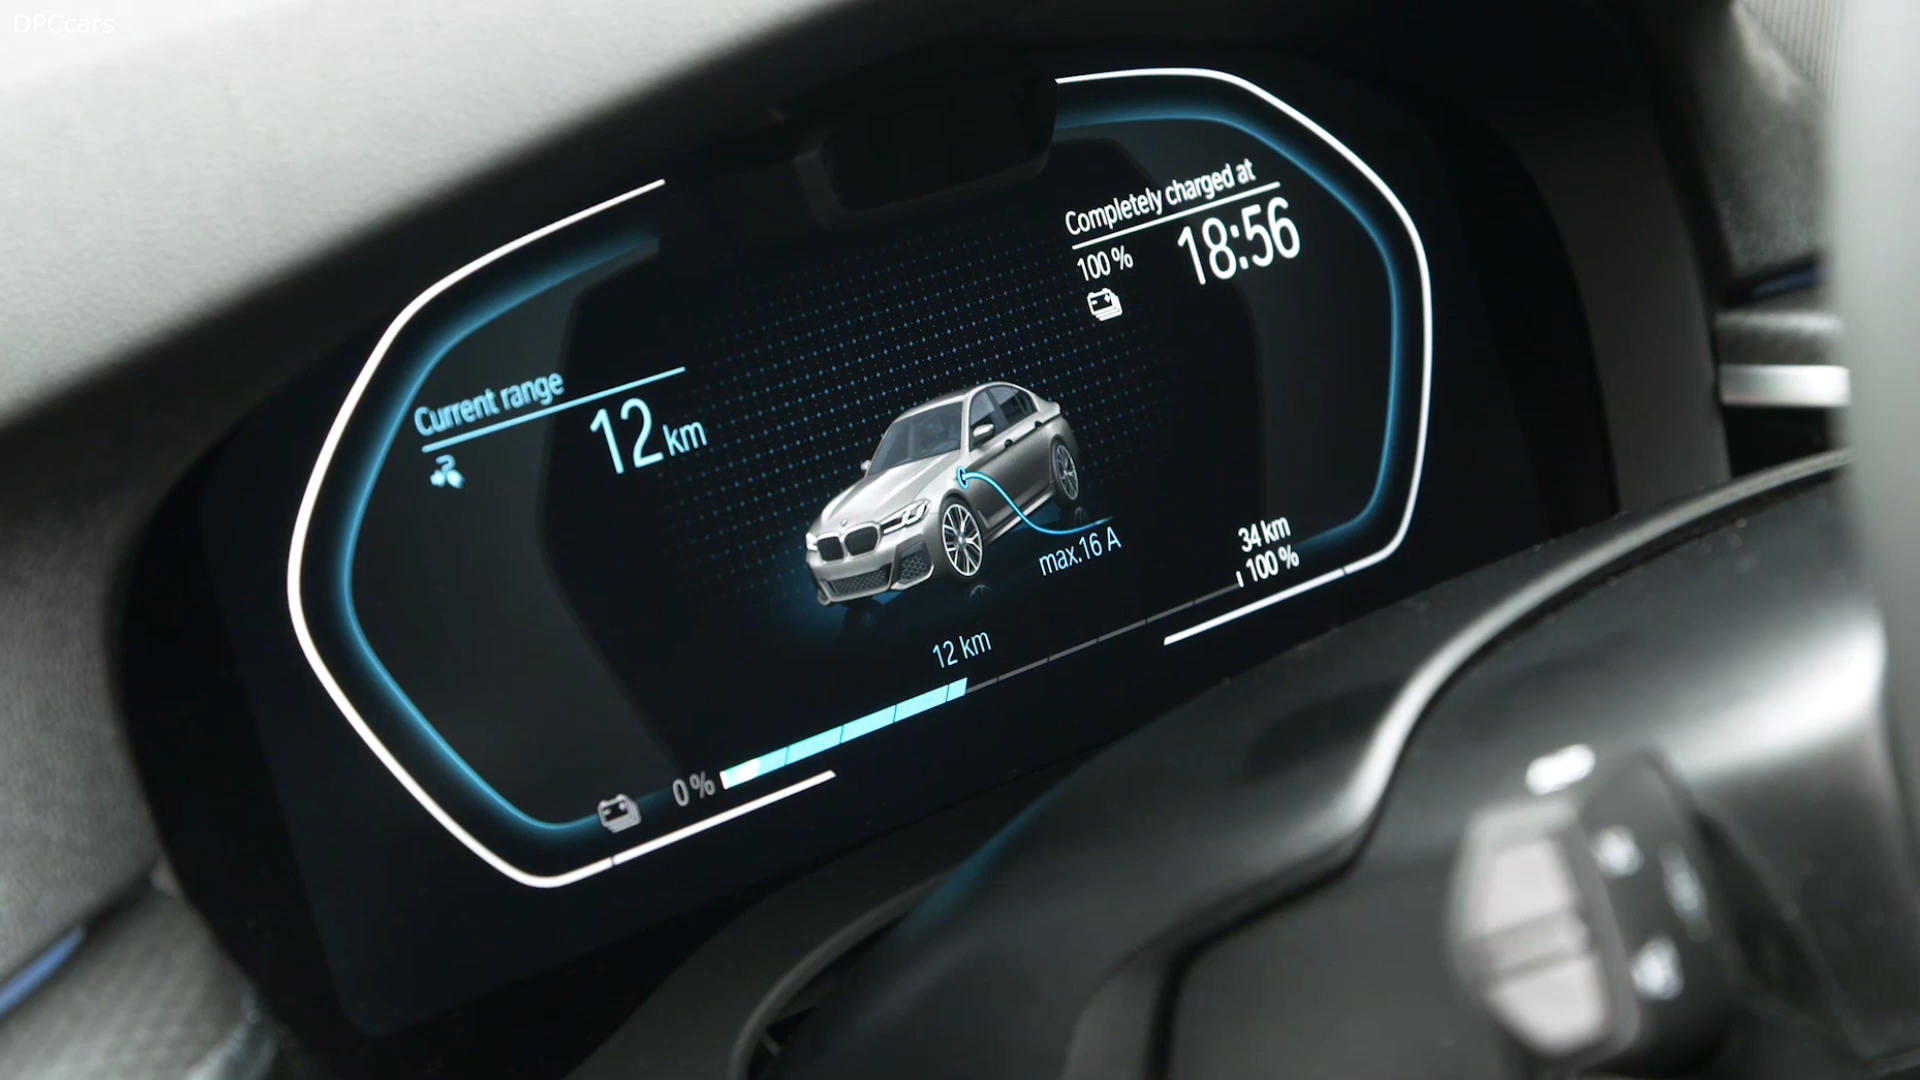 DPCcars
Completely charged at
100 %
18:56
Current range
12 km
max.16 A
34 km
100 %
12 km
0 %